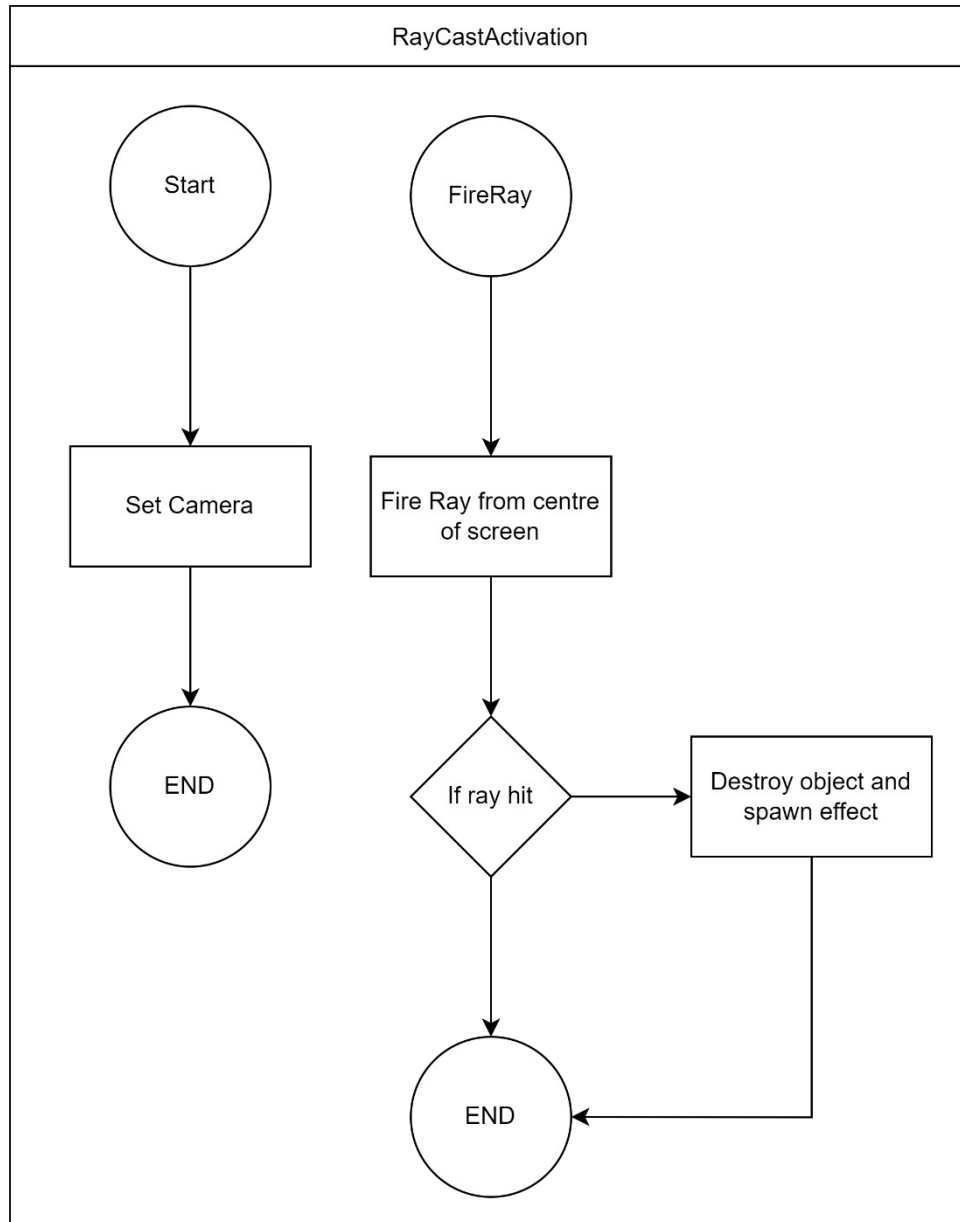 RayCastActivation
Start
FireRay
Set Camera
Fire Ray from centre
of screen
END
If ray hit
Destroy object and
spawn effect
END